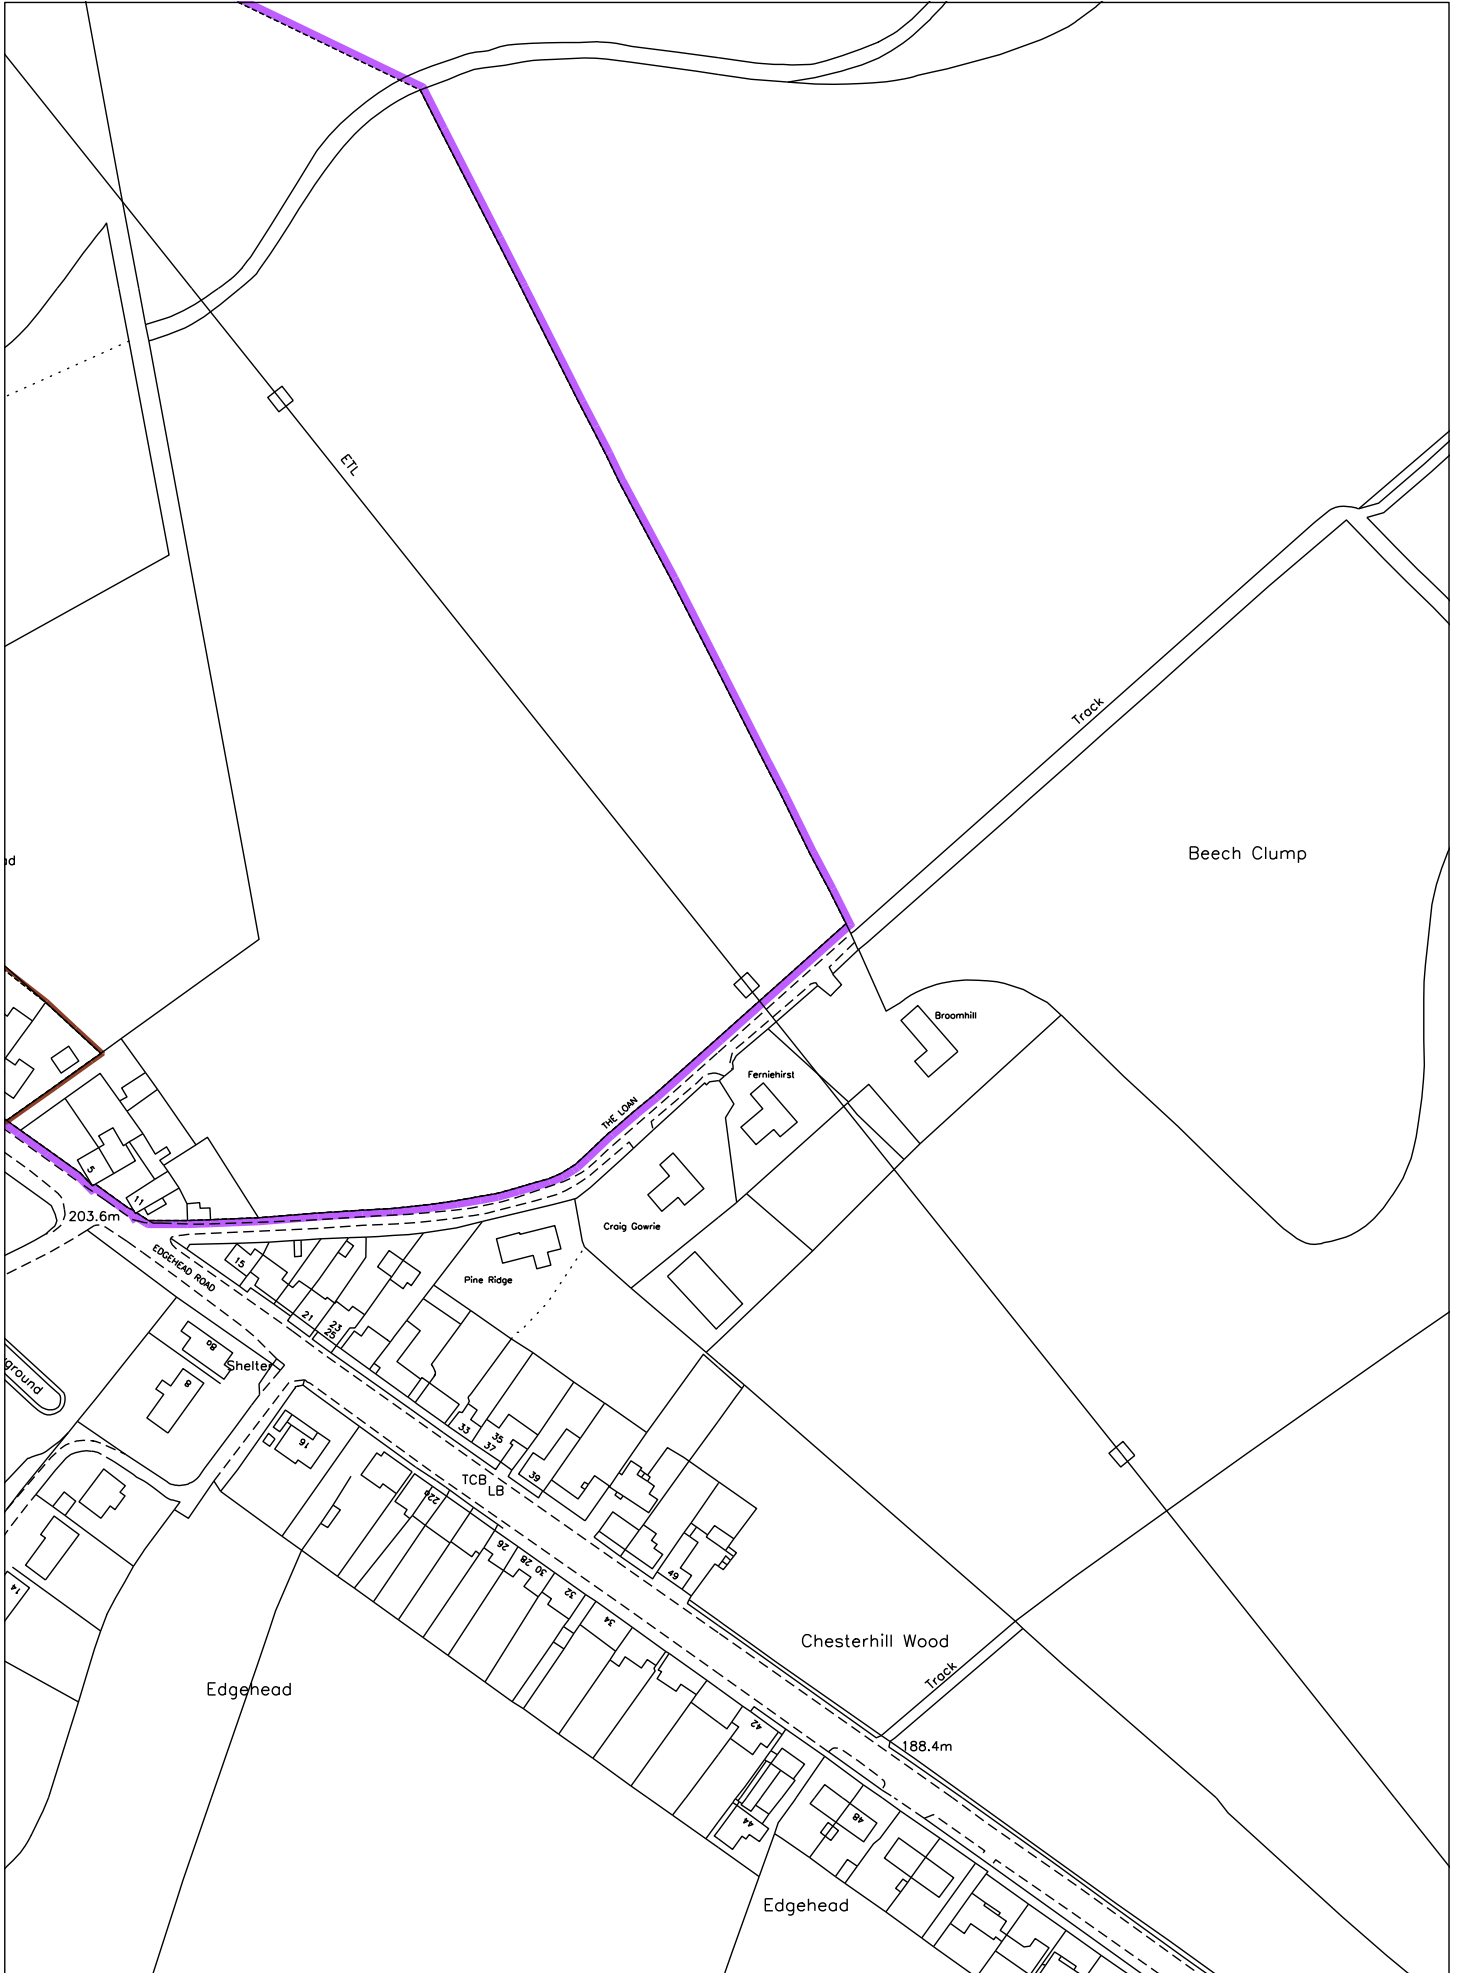 ETL
Track
Beech Clump
Broomhill
Ferniehirst
THE LOAN
5
11
203.6m
Craig Gowrie
EDGEHEAD ROAD
15
Pine Ridge
21
23
25
8a
Shelter
8
ground
33
35
37
16
39
TCB
LB
22a
26
28
30
49
32
14
34
Chesterhill Wood
Track
Edgehead
42
188.4m
48
44
Edgehead